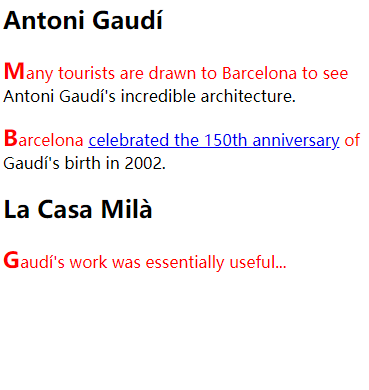 Antoni Gaudí
Many tourists are drawn to Barcelona to see
Antoni Gaudí's incredible architecture.
Barcelona celebrated the 150th anniversary of
Gaudí's birth in 2002.
La Casa Milà
Gaudí's work was essentially useful...